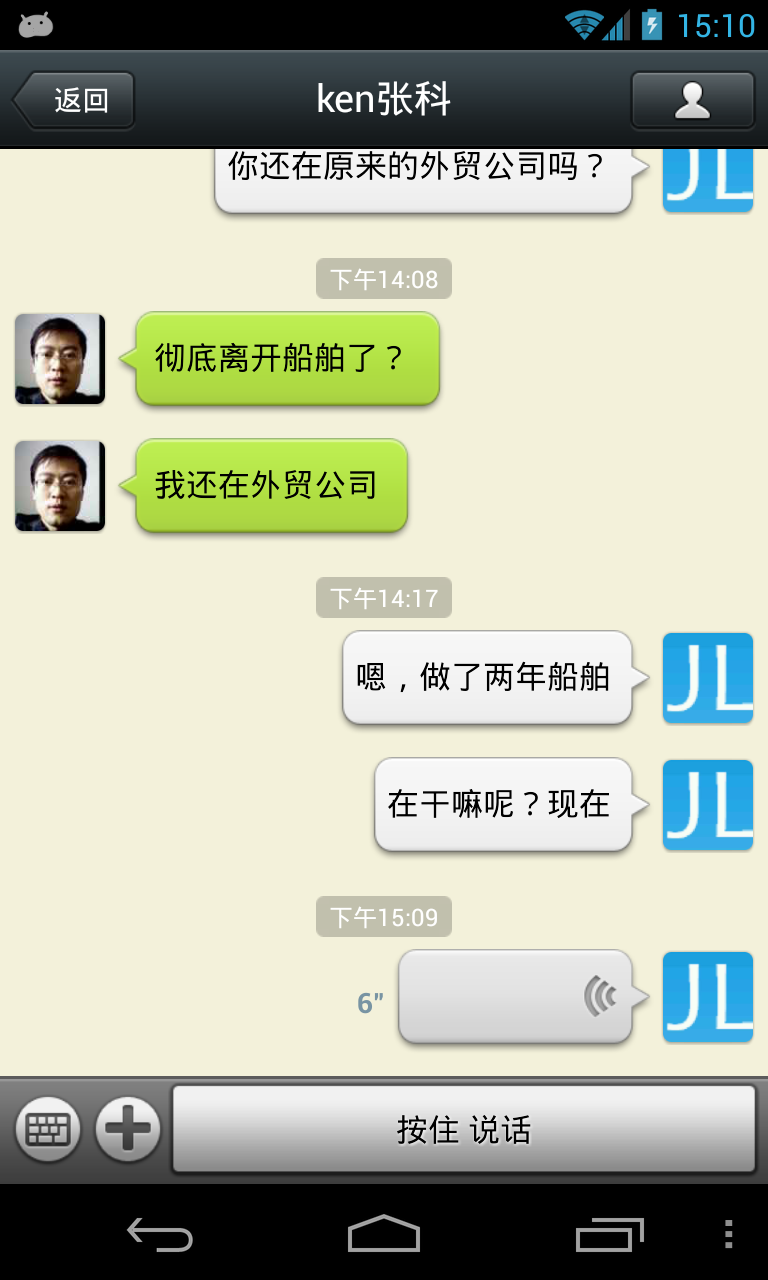 15:10
返回
ken张科
你还在原来的外贸公司吗？
JL
下午14:08
彻底离开船舶了？
我还在外贸公司
下午14:17
嗯，做了两年船舶
JL
在干嘛呢？现在
JL
下午15:09
6"
JL
按住 说话